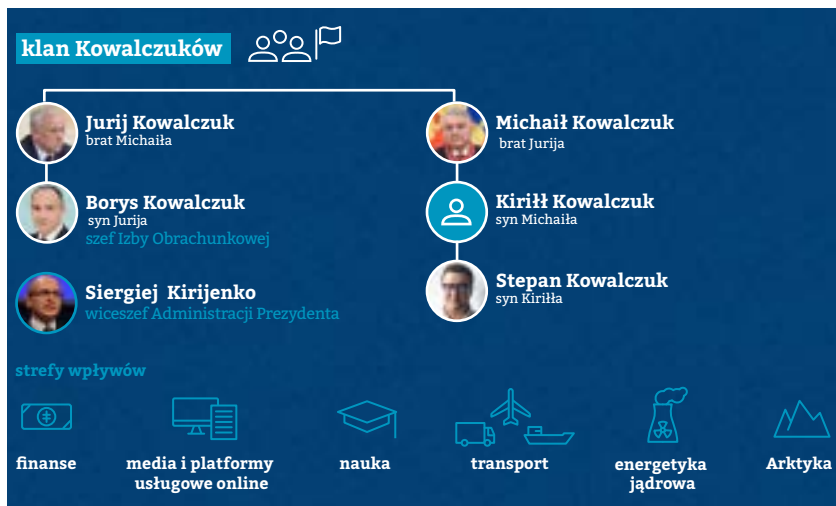 klan Kowalczuków
Jurij Kowalczuk
brat Michaiła
Borys Kowalczuk
syn Jurija
szef Izby Obrachunkowej
Siergiej Kirijenko
wiceszef Administracji Prezydenta
Michaił Kowalczuk
brat Jurija
Kiriłł Kowalczuk
syn Michaiła
Stepan Kowalczuk
syn Kiriłła
strefy wpływów
finanse
media i platformy
usługowe online
nauka
transport
energetyka
jądrowa
Arktyka